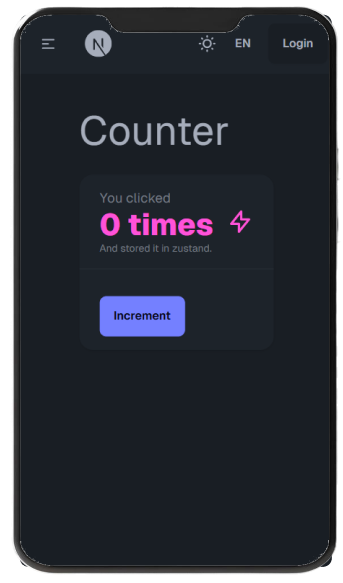 N EN Login
Counter
You clicked
0 times
And stored it in zustand.
Increment